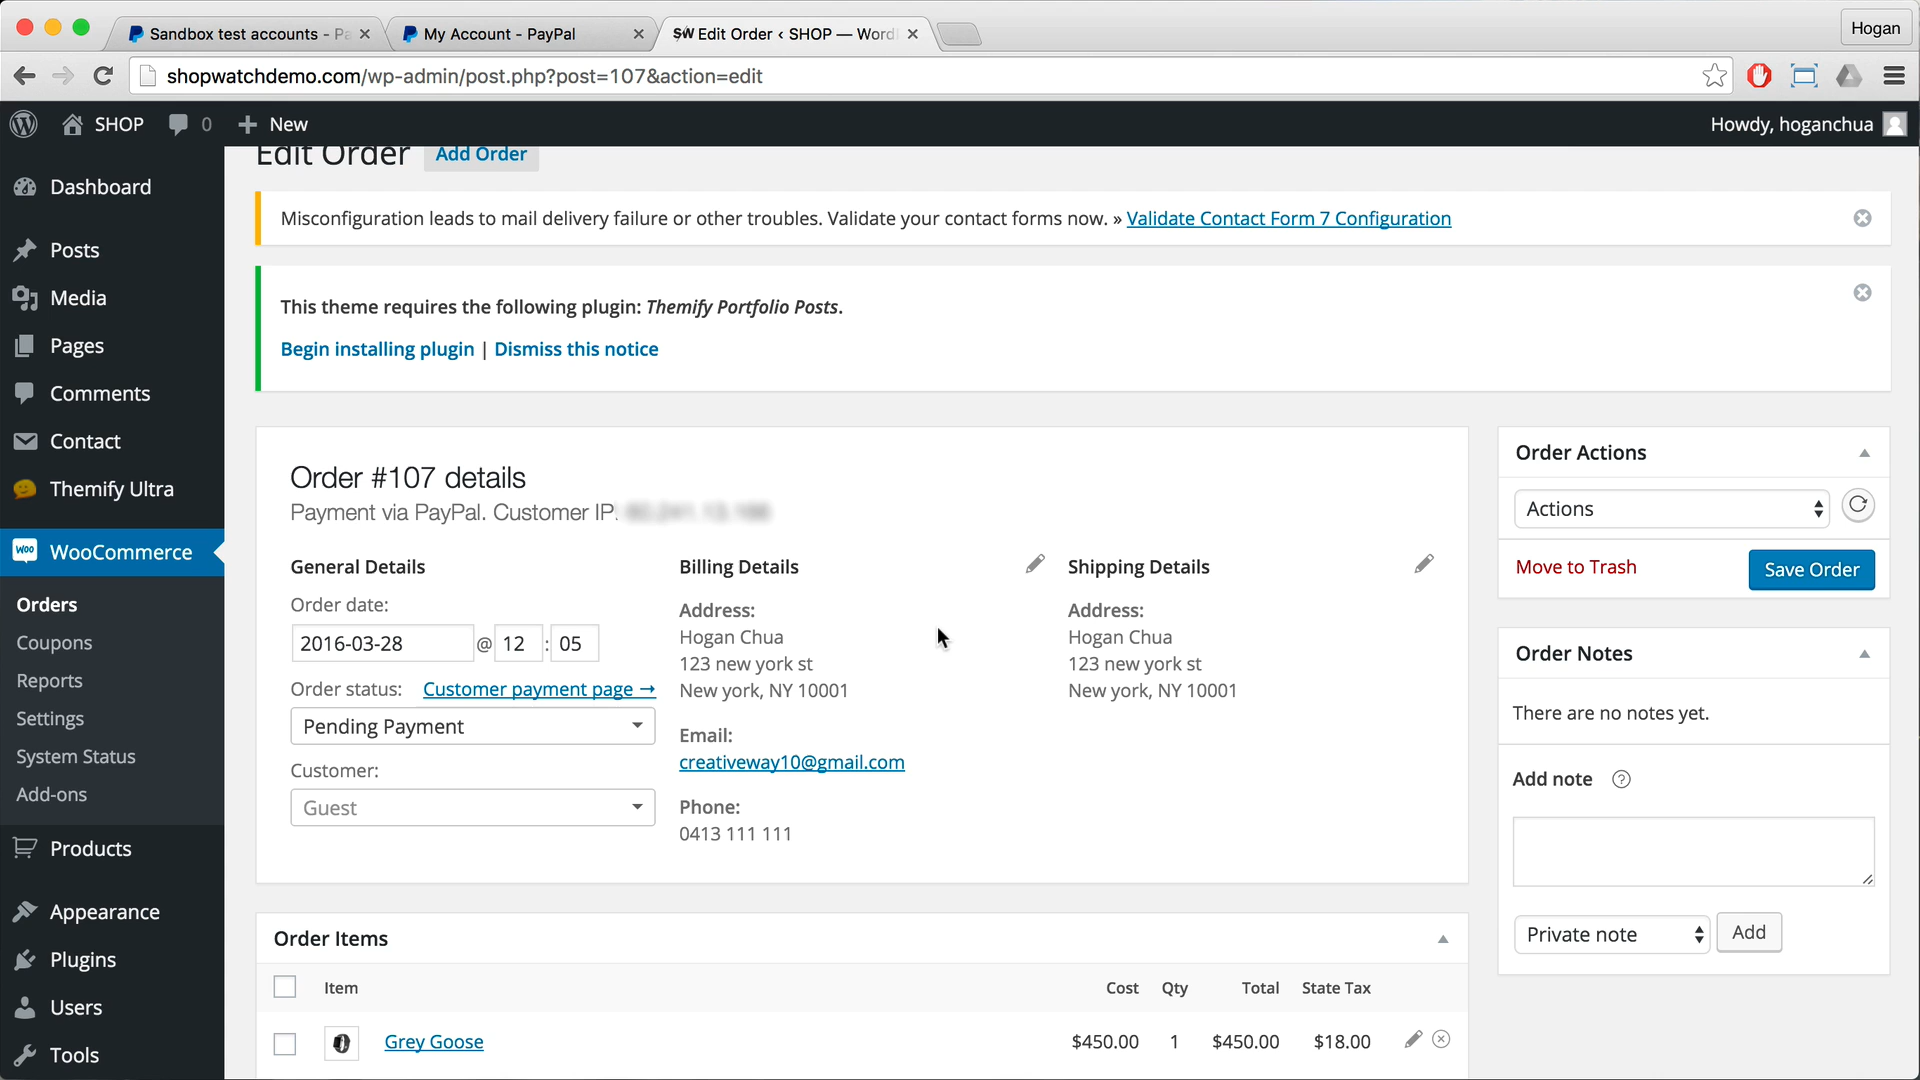 Sandbox test accounts - Pa
My Account - PayPal
Edit Order ‹ SHOP — Word
Hogan
shopwatchdemo.com/wp-admin/post.php?post=107&action=edit
SHOP
0
New
Howdy, hoganchua
Dashboard
Posts
Media
Pages
Comments
Contact
Themify Ultra
WooCommerce
Orders
Coupons
Reports
Settings
System Status
Add-ons
Products
Appearance
Plugins
Users
Tools
Edit Order
Add Order
Misconfiguration leads to mail delivery failure or other troubles. Validate your contact forms now. » Validate Contact Form 7 Configuration
This theme requires the following plugin: Themify Portfolio Posts.
Begin installing plugin | Dismiss this notice
Order #107 details
Payment via PayPal. Customer IP:
General Details
Order date:
2016-03-28 @ 12 : 05
Order status: Customer payment page →
Pending Payment
Customer:
Guest
Billing Details
Address:
Hogan Chua
123 new york st
New york, NY 10001
Email:
creativeway10@gmail.com
Phone:
0413 111 111
Shipping Details
Address:
Hogan Chua
123 new york st
New york, NY 10001
Order Items
Item Cost Qty Total State Tax
Grey Goose $450.00 1 $450.00 $18.00
Order Actions
Actions
Move to Trash
Save Order
Order Notes
There are no notes yet.
Add note ?
Private note
Add